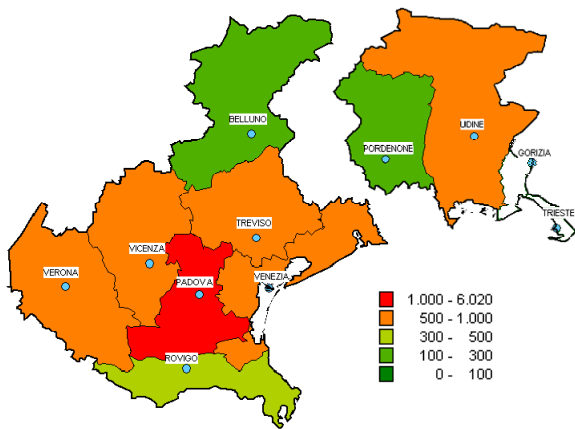 BELLUNO
UDINE
PORDENONE
GORIZIA
TRIESTE
TREVISO
VICENZA
VERONA
PADOVA
VENEZIA
ROVIGO
1.000 - 6.020
500 - 1.000
300 - 500
100 - 300
0 - 100